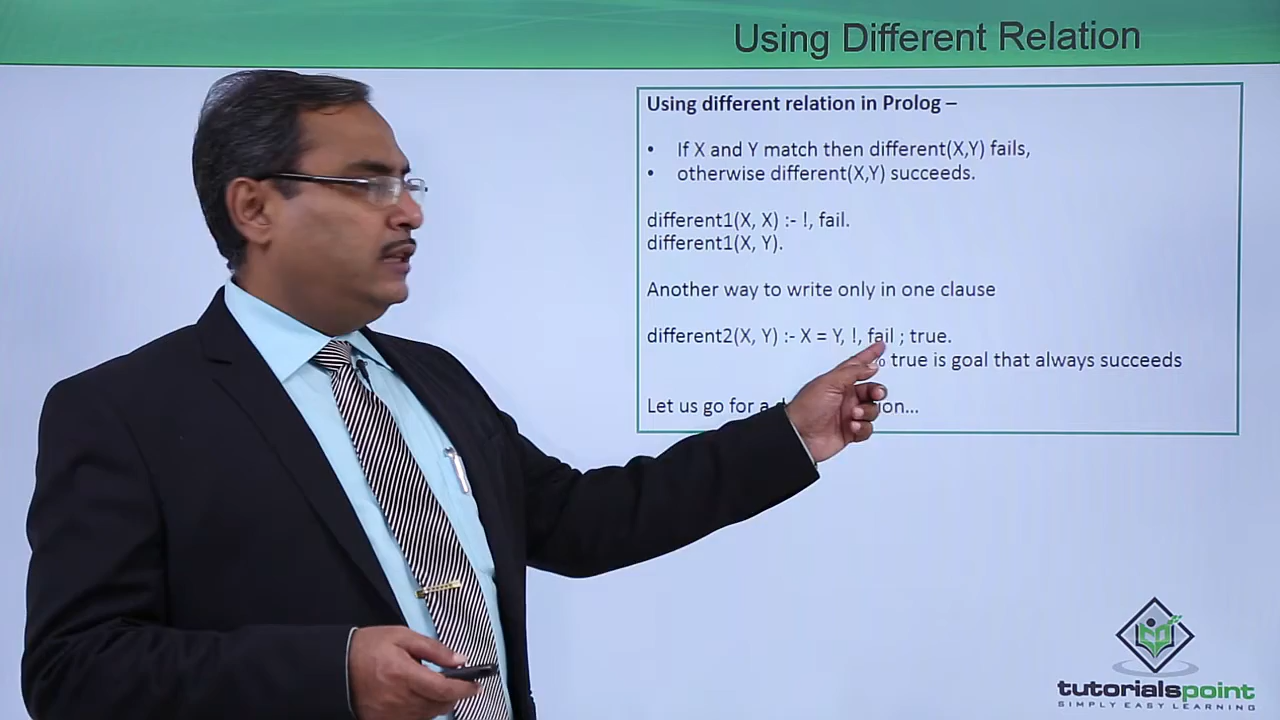 Using Different Relation
Using different relation in Prolog –
• If X and Y match then different(X,Y) fails,
• otherwise different(X,Y) succeeds.
different1(X, X) :- !, fail.
different1(X, Y).
Another way to write only in one clause
different2(X, Y) :- X = Y, !, fail ; true.
% true is goal that always succeeds
Let us go for a
tutorialspoint
SIMPLY EASY LEARNING